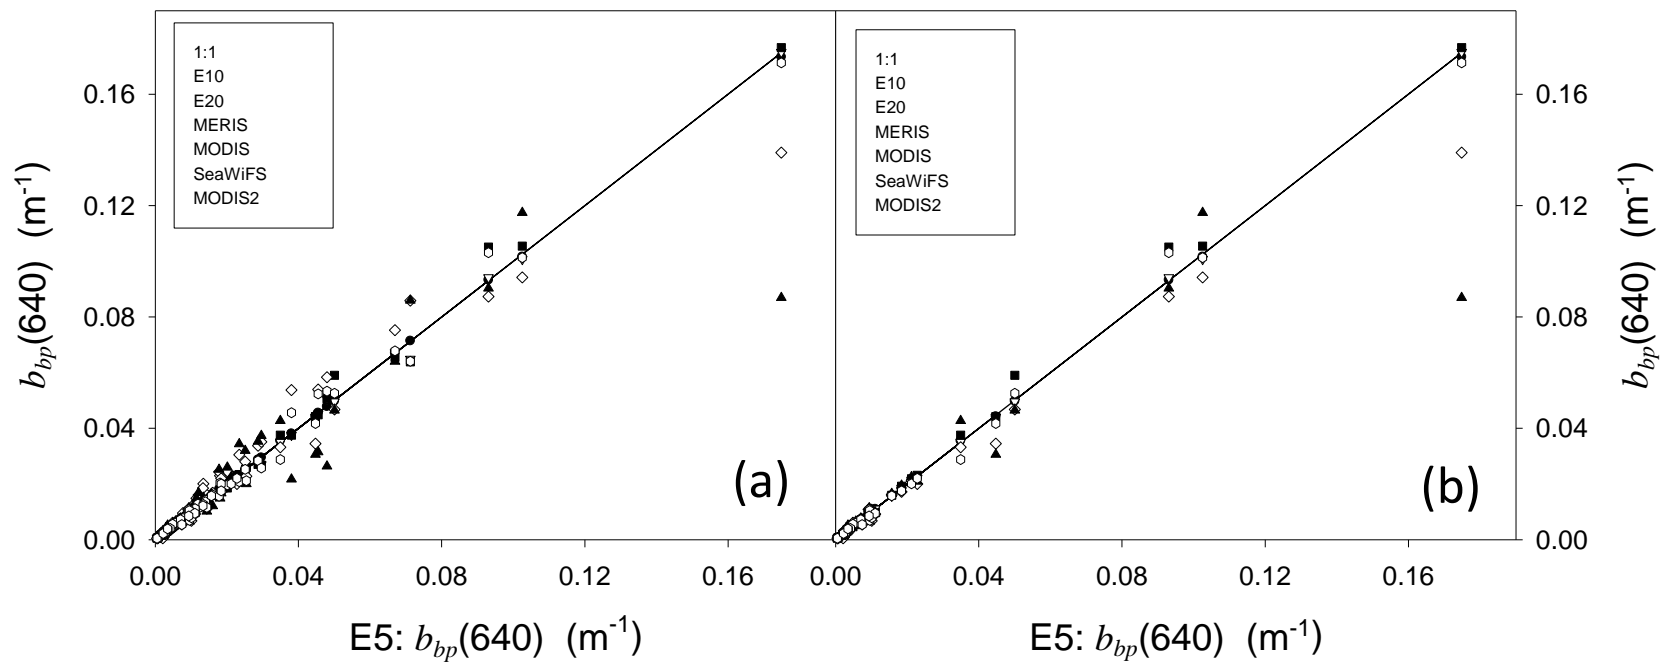 1:1
E10
E20
MERIS
MODIS
SeaWiFS
MODIS2
(a)
0.16
0.12
0.08
0.04
0.00
b_bp(640) (m⁻¹)
0.00 0.04 0.08 0.12 0.16
E5: b_bp(640) (m⁻¹)
1:1
E10
E20
MERIS
MODIS
SeaWiFS
MODIS2
(b)
0.16
0.12
0.08
0.04
0.00
b_bp(640) (m⁻¹)
0.00 0.04 0.08 0.12 0.16
E5: b_bp(640) (m⁻¹)